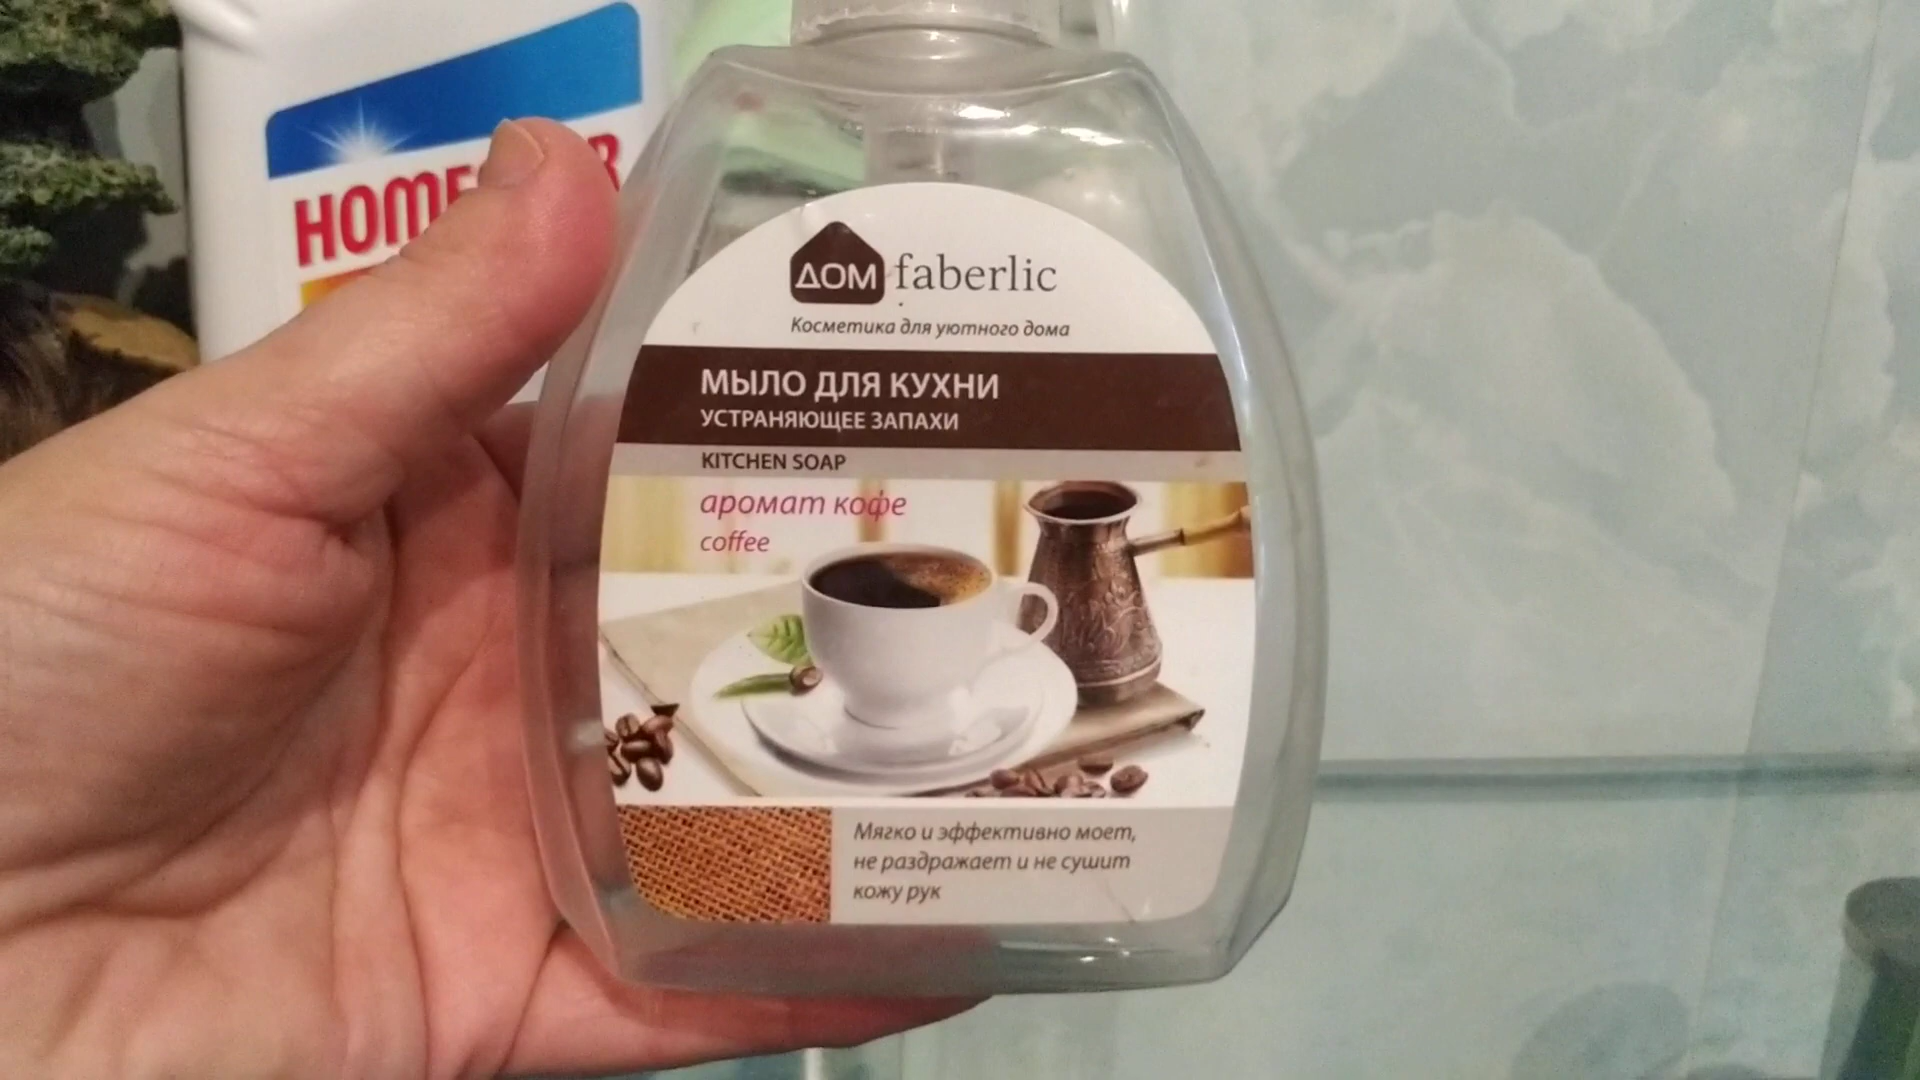 ДОМ faberlic
Косметика для уютного дома
МЫЛО ДЛЯ КУХНИ
УСТРАНЯЮЩЕЕ ЗАПАХИ
KITCHEN SOAP
аромат кофе
coffee
Мягко и эффективно моет,
не раздражает и не сушит
кожу рук